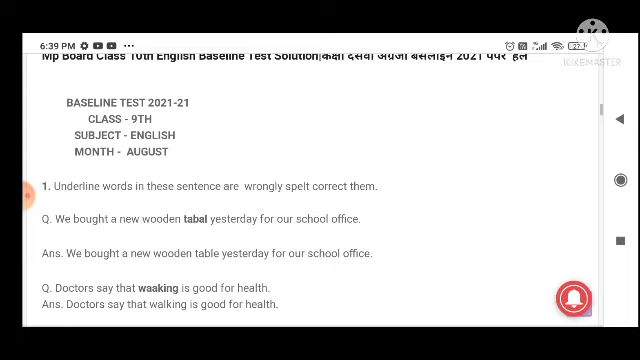 6:39 PM
KINEMASTER
Mp Board Class 10th English Baseline Test Solution|कक्षा दसवी अंग्रेजी बेसलाइन 2021 पेपर हल
BASELINE TEST 2021-21
CLASS - 9TH
SUBJECT - ENGLISH
MONTH - AUGUST
1. Underline words in these sentence are wrongly spelt correct them.
Q. We bought a new wooden tabal yesterday for our school office.
Ans. We bought a new wooden table yesterday for our school office.
Q. Doctors say that waaking is good for health.
Ans. Doctors say that walking is good for health.